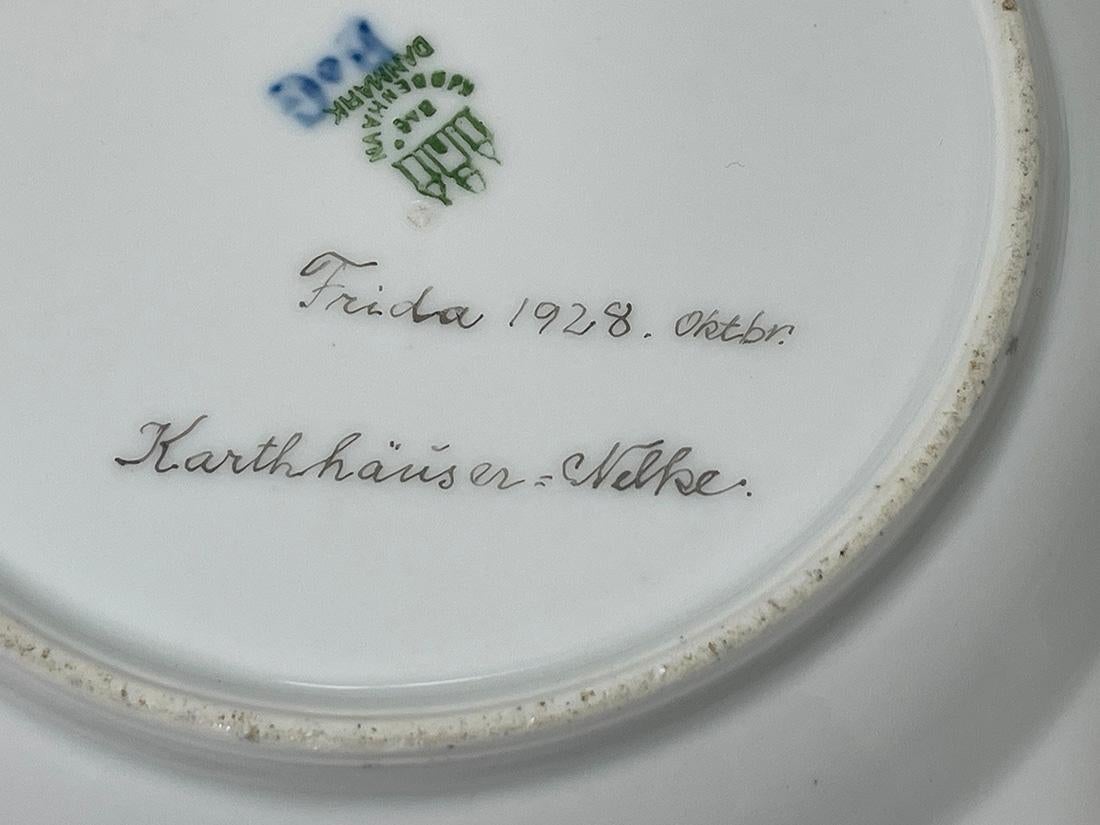 B&G
KJØBENHAVN
DANMARK
B&G
Frida 1928. Oktbr.
Karthhäuser=Nelke.